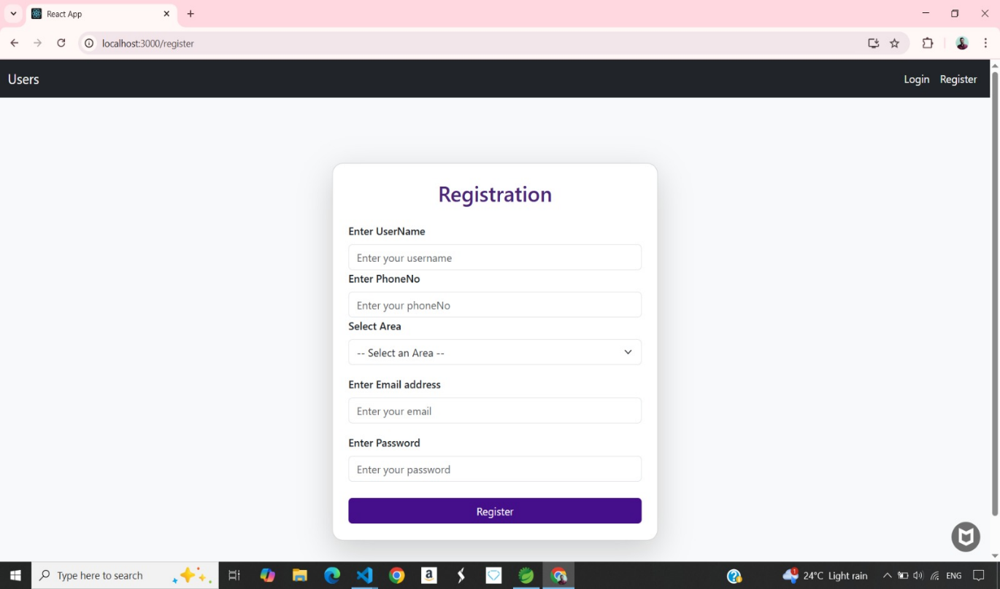 React App
localhost:3000/register
Users
Login Register
Registration
Enter UserName
Enter your username
Enter PhoneNo
Enter your phoneNo
Select Area
-- Select an Area --
Enter Email address
Enter your email
Enter Password
Enter your password
Register
Type here to search
a
1
24°C Light rain
ENG